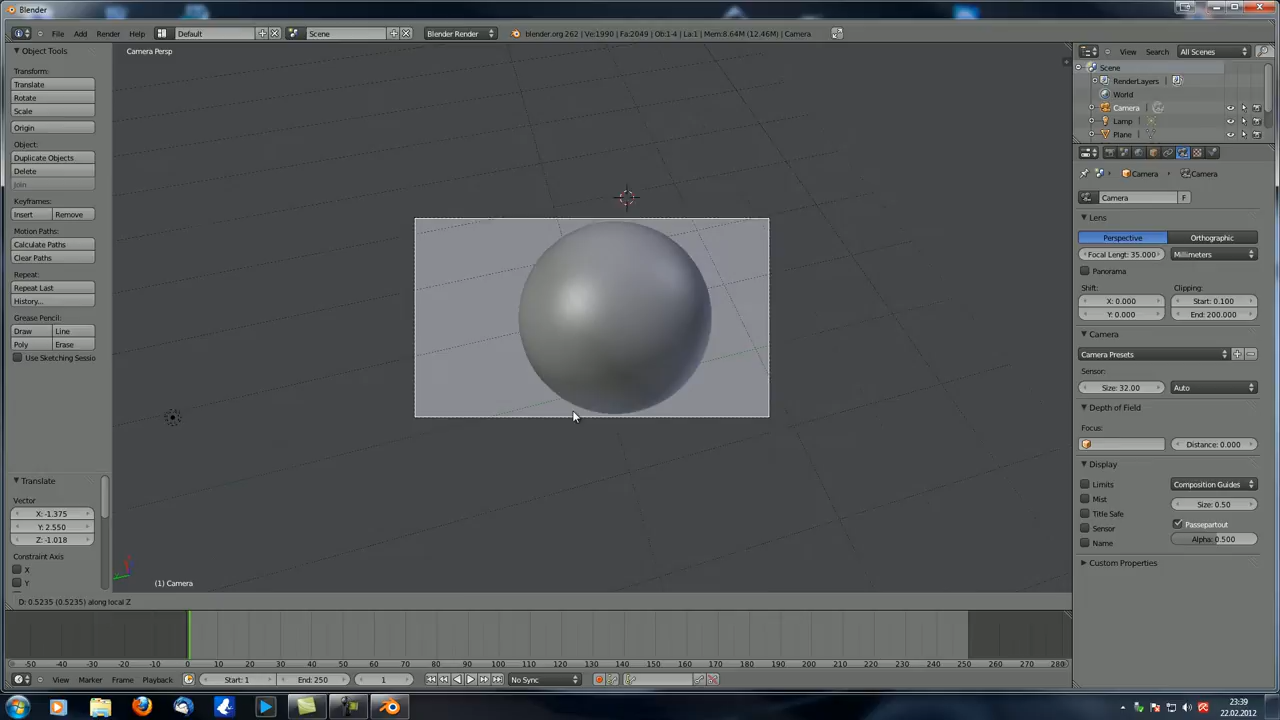 Blender
File Add Render Help Default Scene Blender Render blender.org 262 | Ve:1990 | Fa:2049 | Ob:1-4 | La:1 | Mem:8.64M (12.46M) | Camera
Object Tools
Transform:
Translate
Rotate
Scale
Origin
Object:
Duplicate Objects
Delete
Join
Keyframes:
Insert Remove
Motion Paths:
Calculate Paths
Clear Paths
Repeat:
Repeat Last
History...
Grease Pencil:
Draw Line
Poly Erase
Use Sketching Sessio
Translate
Vector
X: -1.375
Y: 2.550
Z: -1.018
Constraint Axis
X
Y
Camera Persp
(1) Camera
D: 0.5235 (0.5235) along local Z
View Search All Scenes
Scene
RenderLayers
World
Camera
Lamp
Plane
Camera Camera
Camera F
Lens
Perspective Orthographic
Focal Lengt: 35.000 Millimeters
Panorama
Shift: Clipping:
X: 0.000 Start: 0.100
Y: 0.000 End: 200.000
Camera
Camera Presets
Sensor:
Size: 32.00 Auto
Depth of Field
Focus:
Distance: 0.000
Display
Limits Composition Guides
Mist Size: 0.50
Title Safe
Sensor Passepartout
Name Alpha: 0.500
Custom Properties
-50 -40 -30 -20 -10 0 10 20 30 40 50 60 70 80 90 100 110 120 130 140 150 160 170 180 190 200 210 220 230 240 250 260 270 280
View Marker Frame Playback Start: 1 End: 250 1 No Sync
23:39
22.02.2012